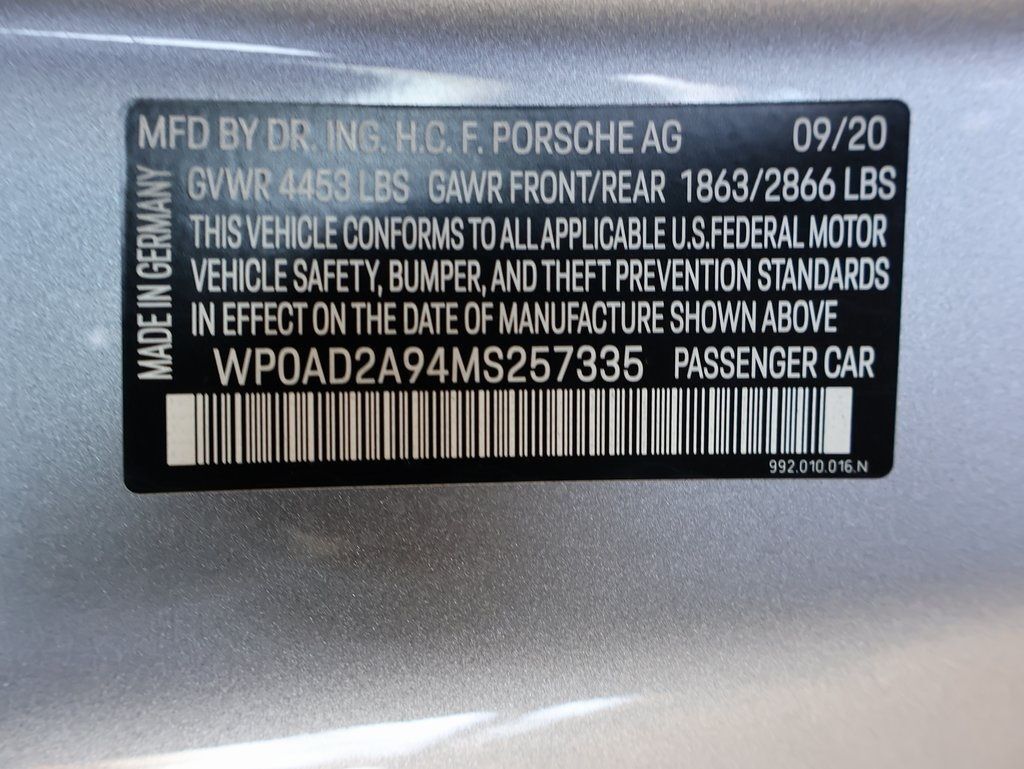 MFD BY DR. ING. H.C. F. PORSCHE AG 09/20
GVWR 4453 LBS GAWR FRONT/REAR 1863/2866 LBS
THIS VEHICLE CONFORMS TO ALL APPLICABLE U.S.FEDERAL MOTOR
VEHICLE SAFETY, BUMPER, AND THEFT PREVENTION STANDARDS
IN EFFECT ON THE DATE OF MANUFACTURE SHOWN ABOVE
WP0AD2A94MS257335 PASSENGER CAR
992.010.016.N
MADE IN GERMANY